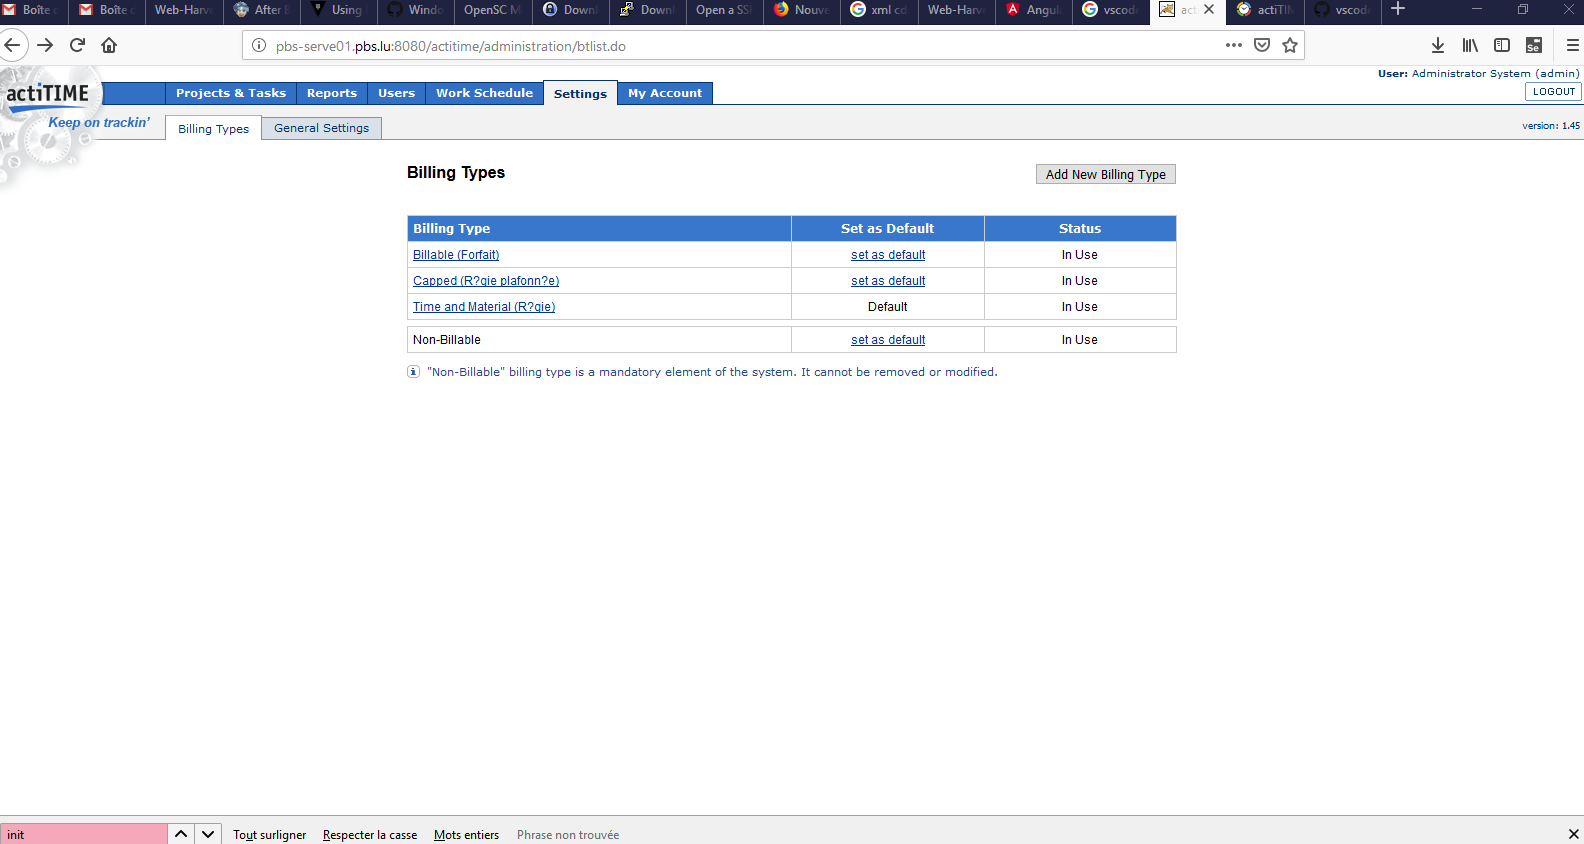 Boîte
Boîte
Web-Harv
After
Using
Windo
OpenSC M
Down
Down
Open a SS
Nouve
xml cd
Web-Harv
Angul
vscod
act
actiTI
vscod
pbs-serve01.pbs.lu:8080/actitime/administration/btlist.do
User: Administrator System (admin)
LOGOUT
version: 1.45
actiTIME
Keep on trackin'
Projects & Tasks
Reports
Users
Work Schedule
Settings
My Account
Billing Types
General Settings
Billing Types
Add New Billing Type
Billing Type Set as Default Status
Billable (Forfait) set as default In Use
Capped (R?gie plafonn?e) set as default In Use
Time and Material (R?gie) Default In Use
Non-Billable set as default In Use
"Non-Billable" billing type is a mandatory element of the system. It cannot be removed or modified.
init
Tout surligner
Respecter la casse
Mots entiers
Phrase non trouvée